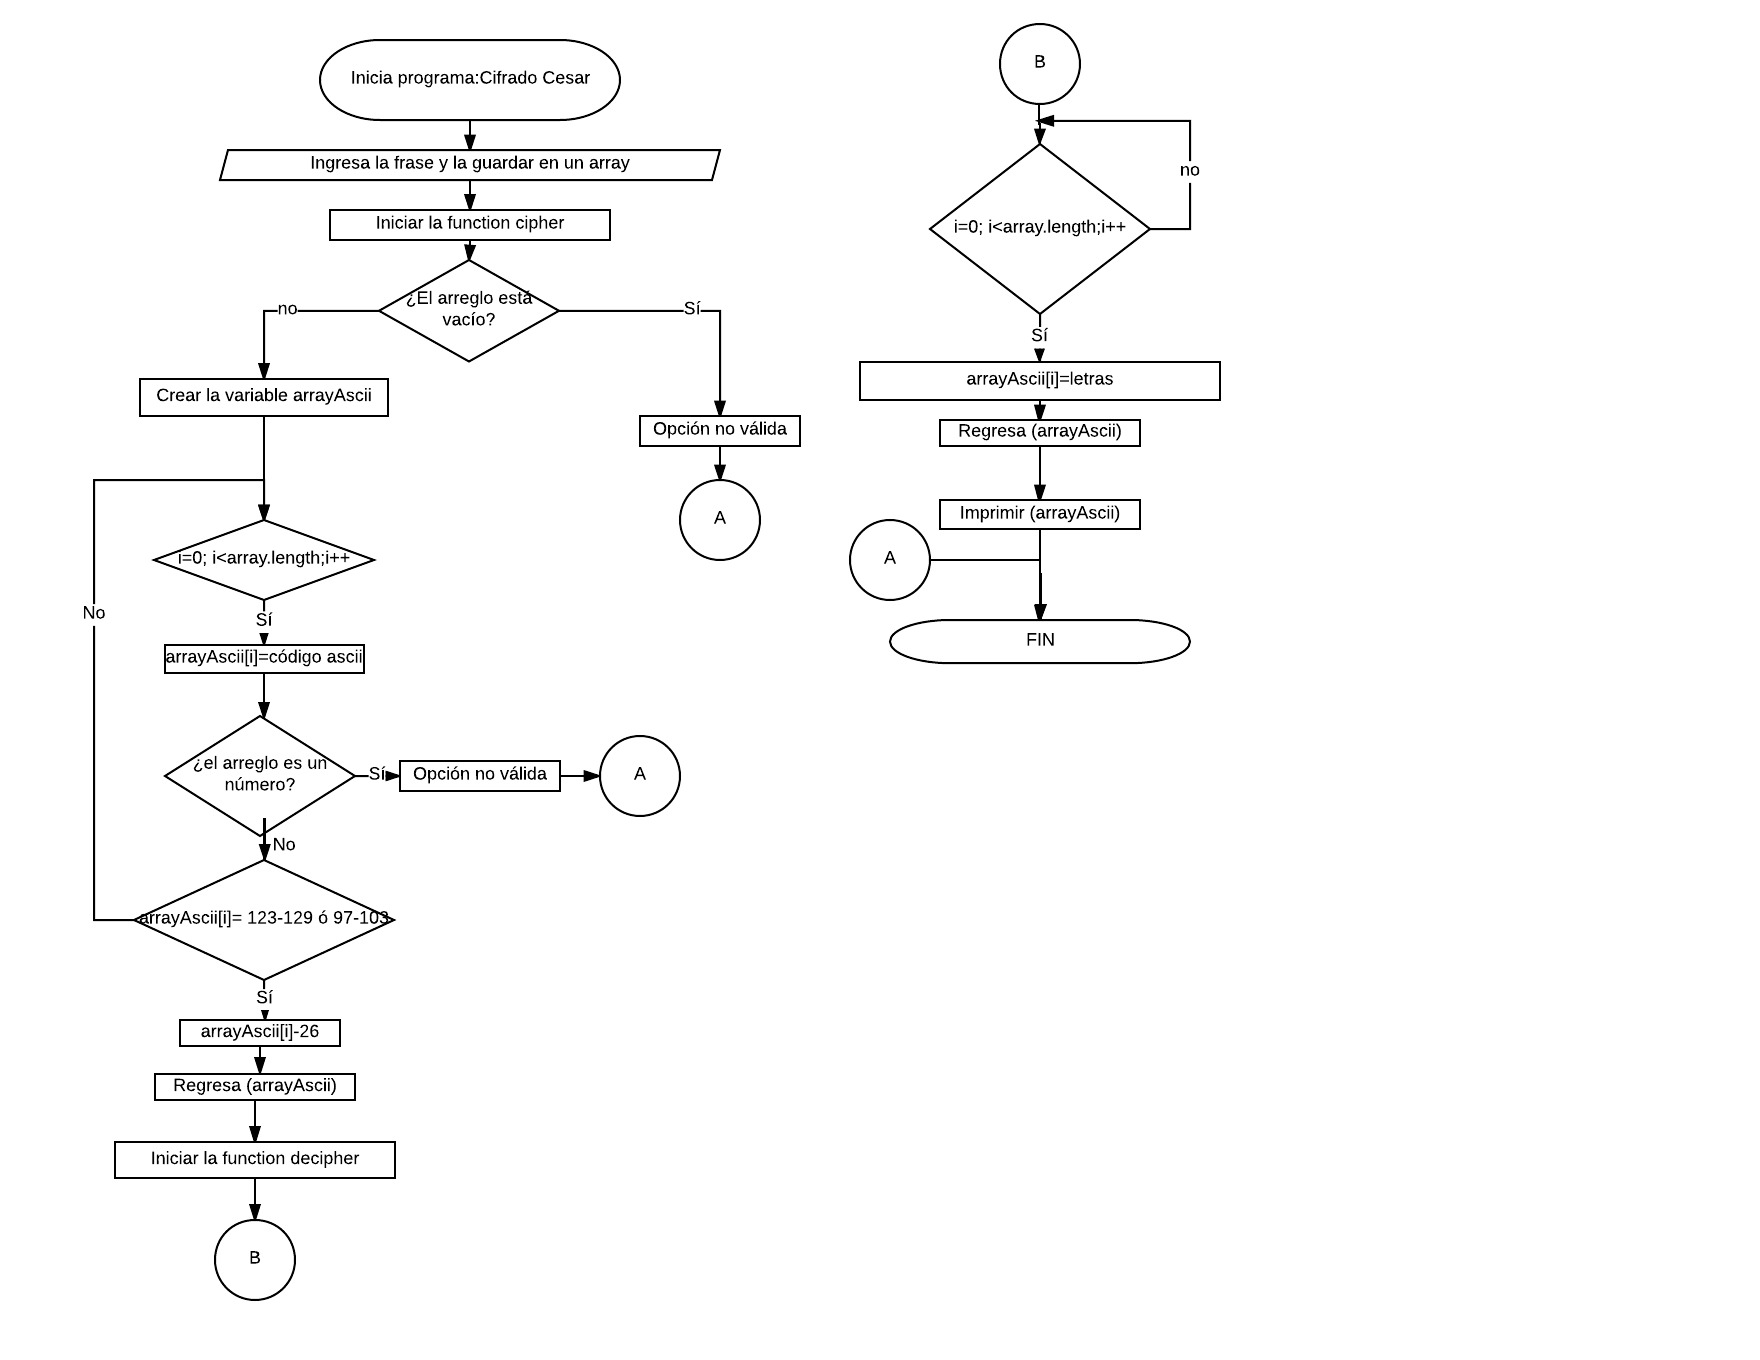 Inicia programa:Cifrado Cesar
Ingresa la frase y la guardar en un array
Iniciar la function cipher
¿El arreglo está
vacío?
no
Sí
Crear la variable arrayAscii
Opción no válida
A
i=0; i<array.length;i++
No
Sí
arrayAscii[i]=código ascii
¿el arreglo es un
número?
Sí
Opción no válida
A
No
arrayAscii[i]= 123-129 ó 97-103
Sí
arrayAscii[i]-26
Regresa (arrayAscii)
Iniciar la function decipher
B
B
no
i=0; i<array.length;i++
Sí
arrayAscii[i]=letras
Regresa (arrayAscii)
Imprimir (arrayAscii)
A
FIN